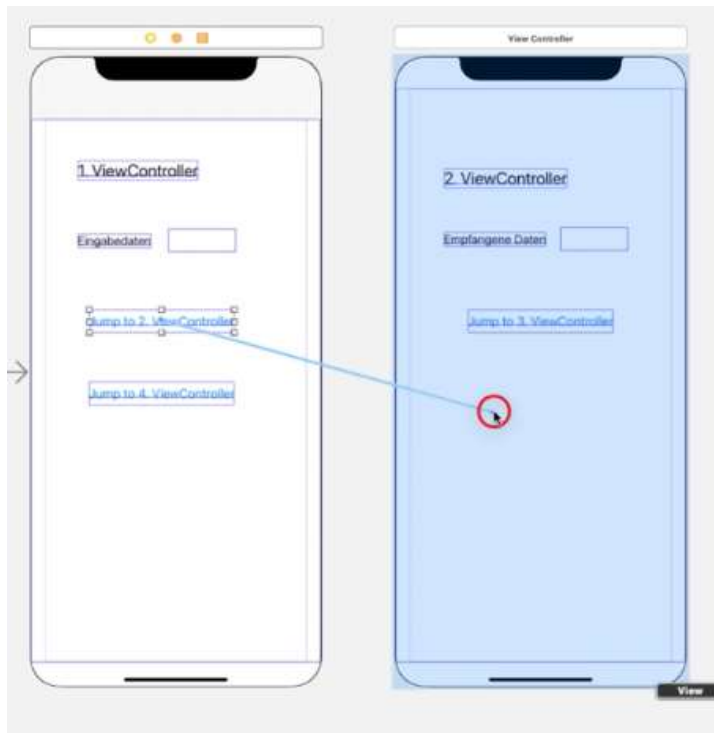 View Controller
1. ViewController
Eingabedaten
Jump to 2. ViewController
Jump to 4. ViewController
2. ViewController
Empfangene Daten
Jump to 3. ViewController
View